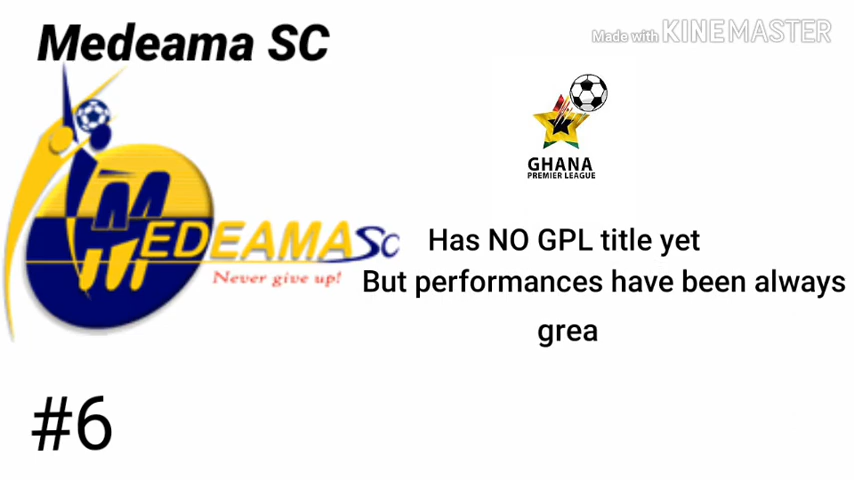 Medeama SC
Made with KINEMASTER
MEDEAMA SC
Never give up!
GHANA
PREMIER LEAGUE
Has NO GPL title yet
But performances have been always
grea
#6